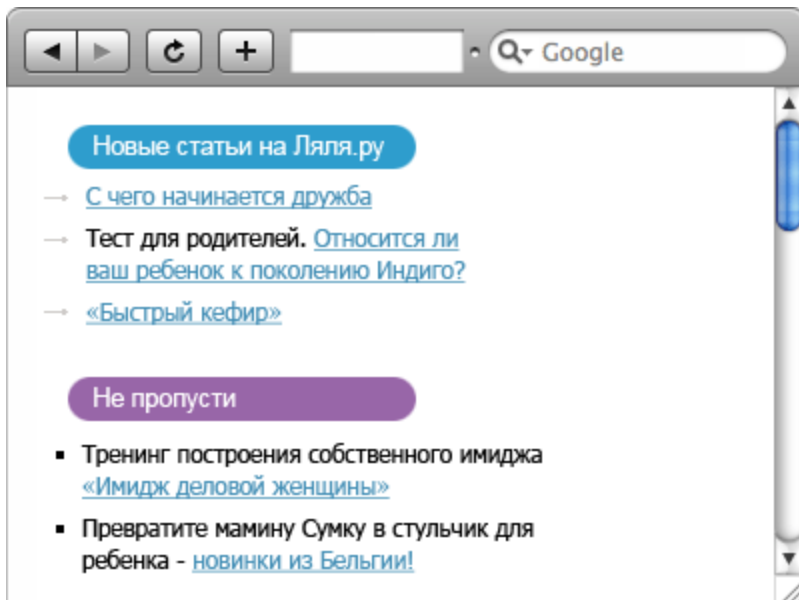 Google
Новые статьи на Ляля.ру
С чего начинается дружба
Тест для родителей. Относится ли
ваш ребенок к поколению Индиго?
«Быстрый кефир»
Не пропусти
Тренинг построения собственного имиджа
«Имидж деловой женщины»
Превратите мамину Сумку в стульчик для
ребенка - новинки из Бельгии!